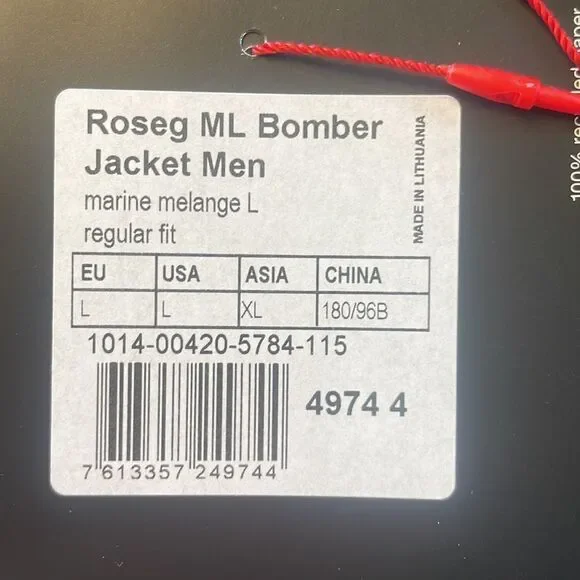 Roseg ML Bomber
Jacket Men
marine melange L
regular fit
MADE IN LITHUANIA
EU USA ASIA CHINA
L L XL 180/96B
1014-00420-5784-115
4974 4
7 613357 249744
100%